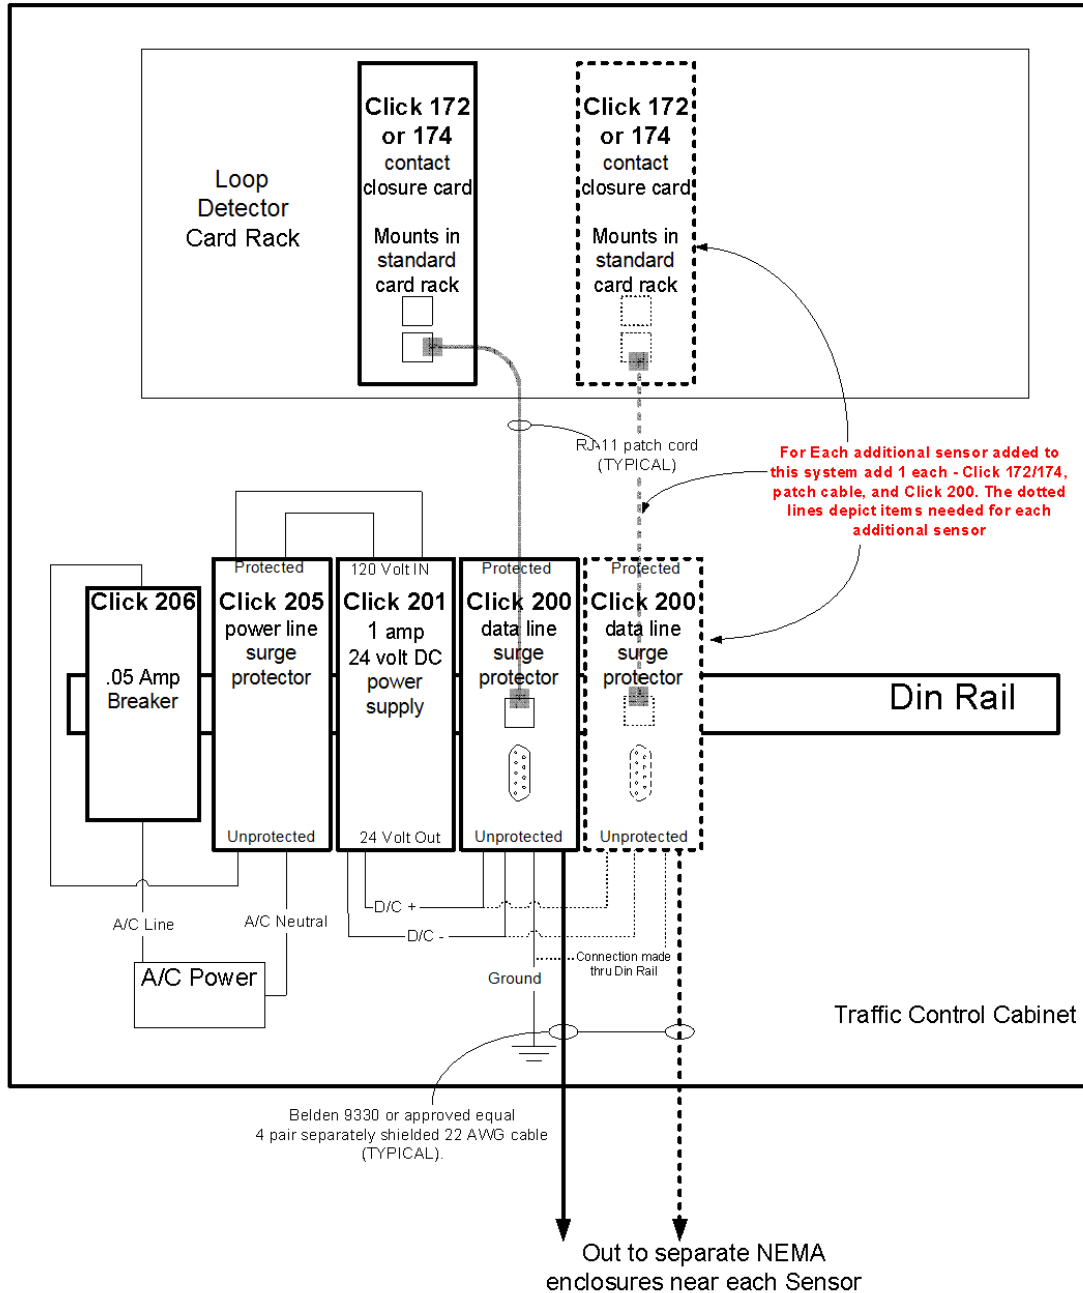 Click 172
or 174
contact
closure card
Mounts in
standard
card rack
Click 172
or 174
contact
closure card
Mounts in
standard
card rack
Loop
Detector
Card Rack
RJ-11 patch cord
(TYPICAL)
For Each additional sensor added to
this system add 1 each - Click 172/174,
patch cable, and Click 200. The dotted
lines depict items needed for each
additional sensor
Click 206
.05 Amp
Breaker
Protected
Click 205
power line
surge
protector
Unprotected
120 Volt IN
Click 201
1 amp
24 volt DC
power
supply
24 Volt Out
Protected
Click 200
data line
surge
protector
Unprotected
Protected
Click 200
data line
surge
protector
Unprotected
Din Rail
A/C Line
A/C Neutral
D/C +
D/C -
A/C Power
Ground
Connection made
thru Din Rail
Traffic Control Cabinet
Belden 9330 or approved equal
4 pair separately shielded 22 AWG cable
(TYPICAL).
Out to separate NEMA
enclosures near each Sensor